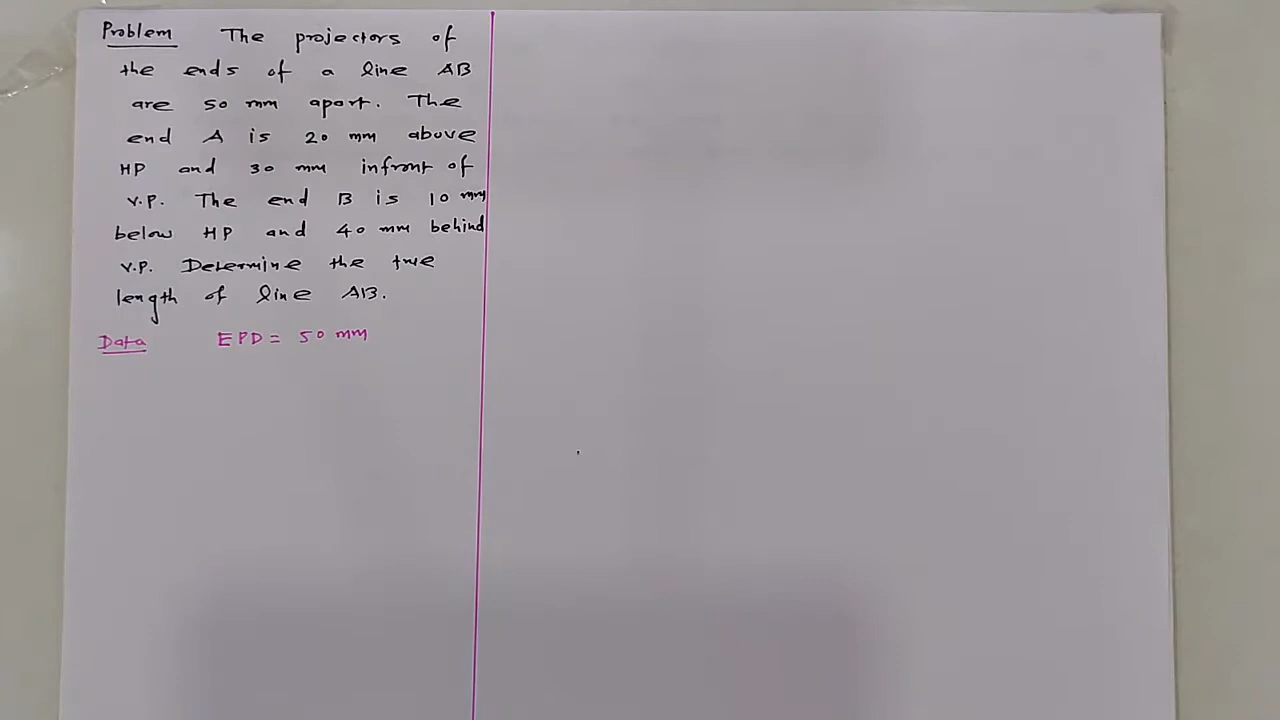 Problem The projectors of
the ends of a line AB
are 50 mm apart. The
end A is 20 mm above
HP and 30 mm infront of
V.P. The end B is 10 mm
below HP and 40 mm behind
V.P. Determine the true
length of line AB.
Data EPD = 50 mm